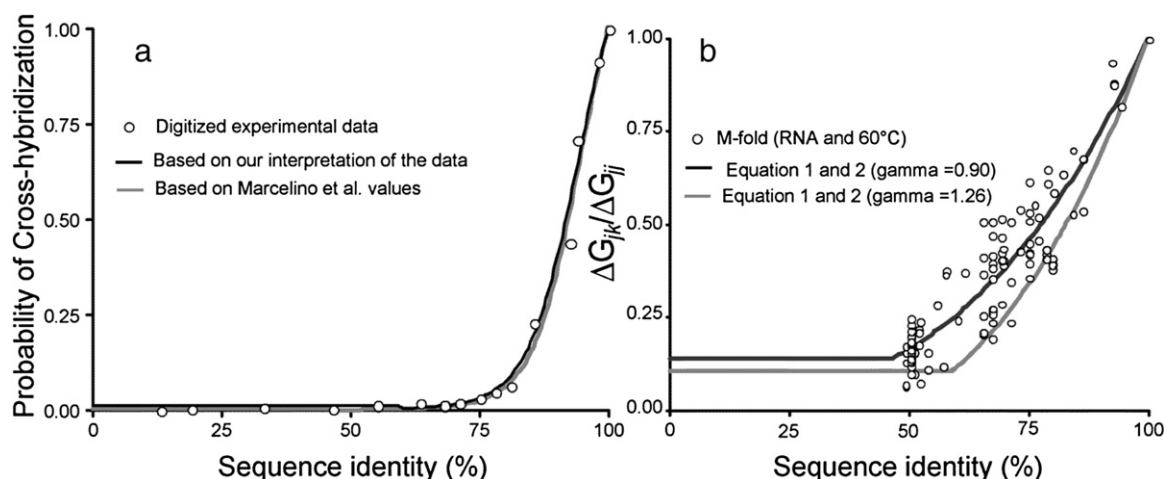 a
Probability of Cross-hybridization
1.00
0.75
0.50
0.25
0.00
Digitized experimental data
Based on our interpretation of the data
Based on Marcelino et al. values
0
25
50
75
100
Sequence identity (%)
b
ΔG_jk/ΔG_jj
1.00
0.75
0.50
0.25
0.00
M-fold (RNA and 60°C)
Equation 1 and 2 (gamma =0.90)
Equation 1 and 2 (gamma =1.26)
0
25
50
75
100
Sequence identity (%)